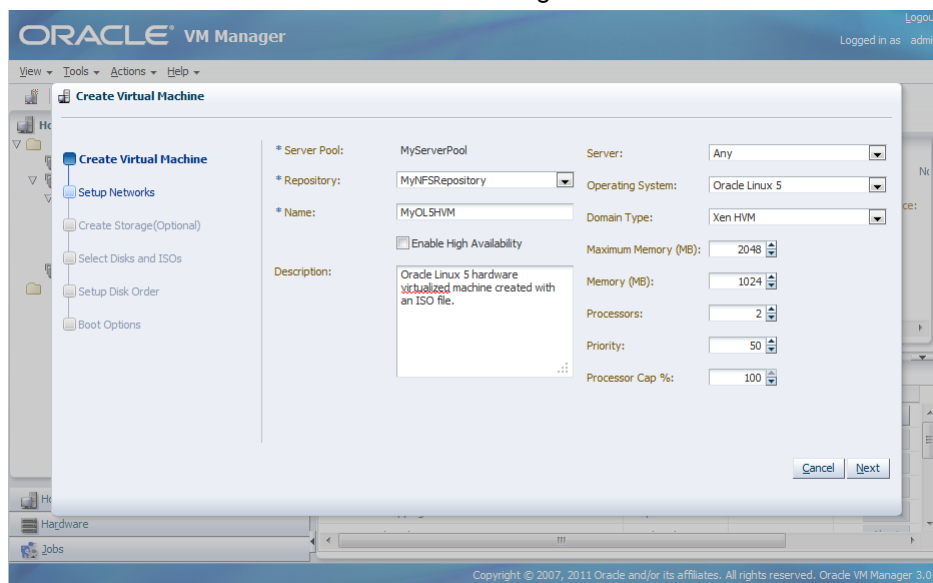 ORACLE VM Manager
Logged in as
View Tools Actions Help
Create Virtual Machine
Create Virtual Machine
Setup Networks
Create Storage(Optional)
Select Disks and ISOs
Setup Disk Order
Boot Options
* Server Pool: MyServerPool
* Repository: MyNFSRepository
* Name: MyOL5HVM
Enable High Availability
Description: Oracle Linux 5 hardware
virtualized machine created with
an ISO file.
Server: Any
Operating System: Oracle Linux 5
Domain Type: Xen HVM
Maximum Memory (MB): 2048
Memory (MB): 1024
Processors: 2
Priority: 50
Processor Cap %: 100
Cancel Next
Hardware
Jobs
Copyright © 2007, 2011 Oracle and/or its affiliates. All rights reserved. Oracle VM Manager 3.0